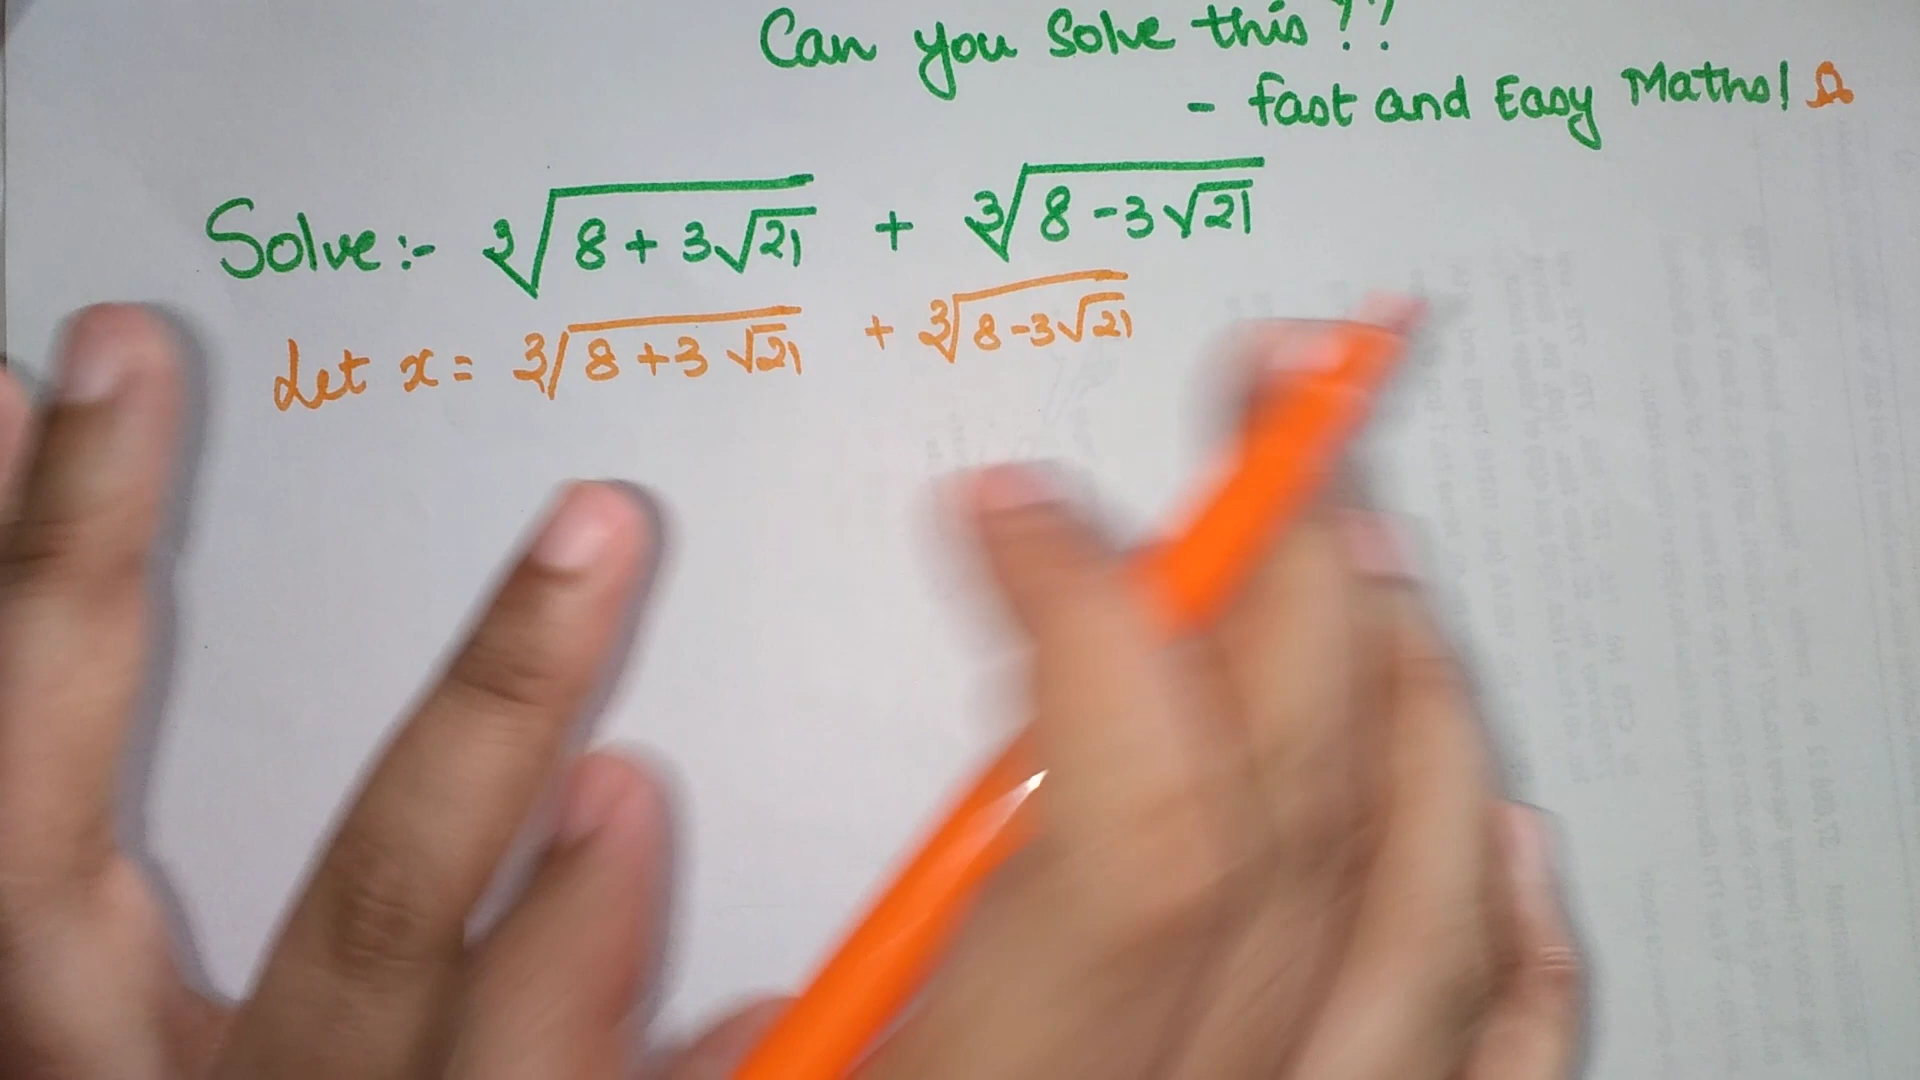 Can you Solve this??
- fast and Easy Maths!
Solve:- ∛(8+3√21) + ∛(8-3√21)
Let x = ∛(8+3√21) + ∛(8-3√21)